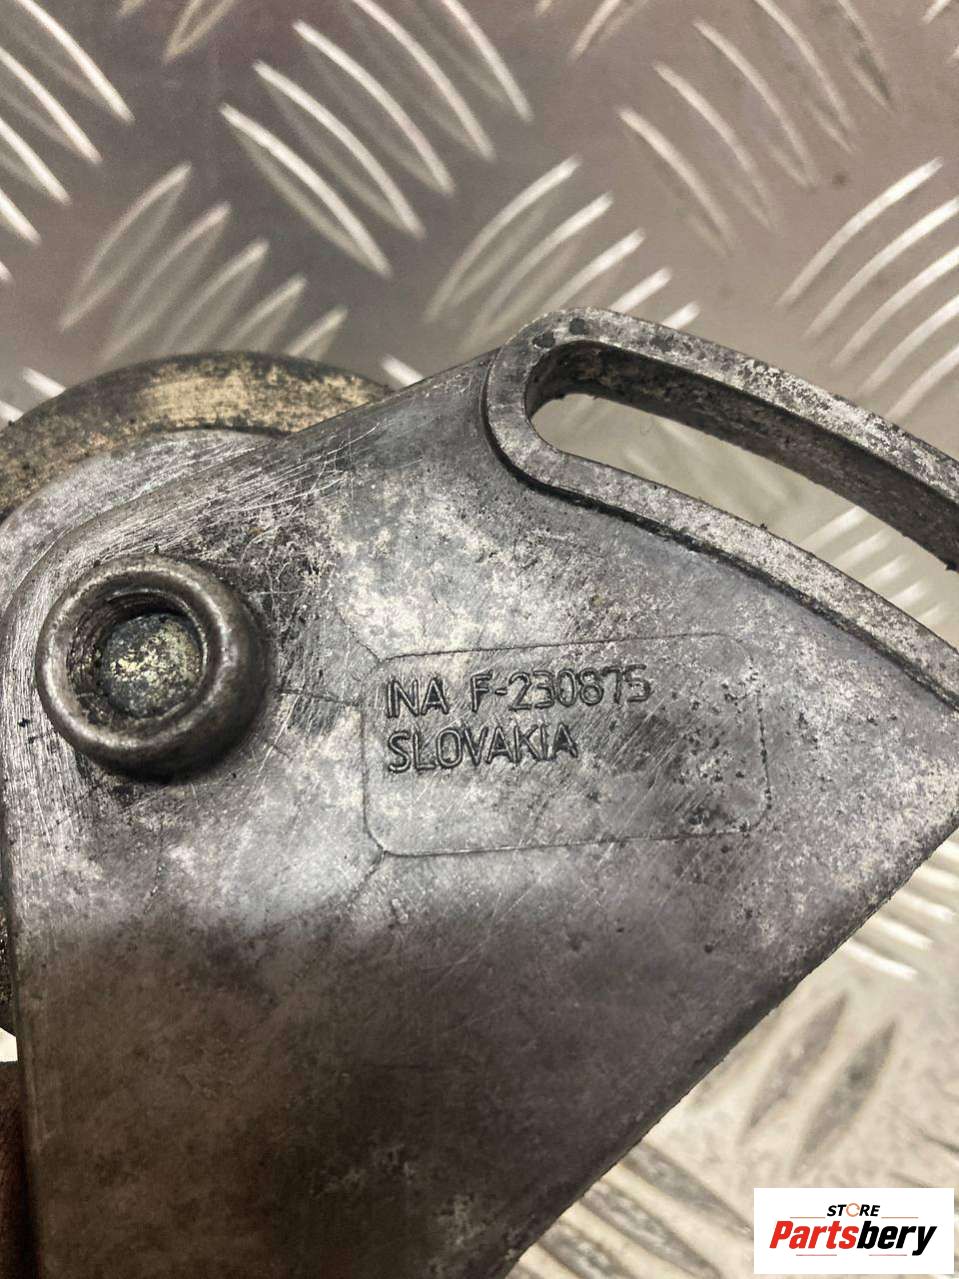 INA F-230875
SLOVAKIA
STORE
Partsbery